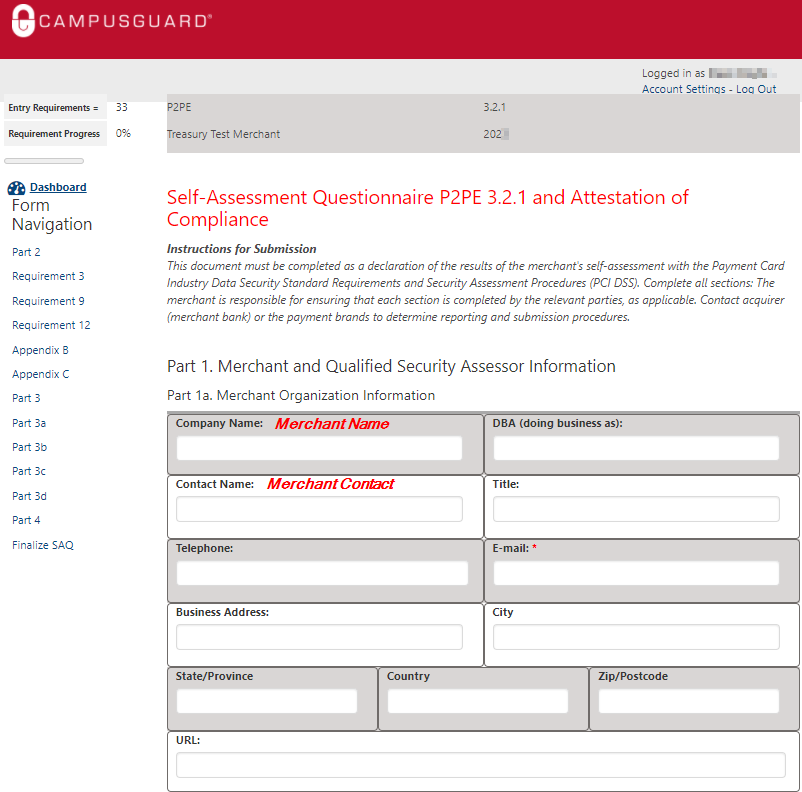 CAMPUSGUARD®
Logged in as
Account Settings - Log Out
Entry Requirements = 33
P2PE 3.2.1
Requirement Progress 0%
Treasury Test Merchant 202
Dashboard
Form
Navigation
Part 2
Requirement 3
Requirement 9
Requirement 12
Appendix B
Appendix C
Part 3
Part 3a
Part 3b
Part 3c
Part 3d
Part 4
Finalize SAQ
Self-Assessment Questionnaire P2PE 3.2.1 and Attestation of
Compliance
Instructions for Submission
This document must be completed as a declaration of the results of the merchant's self-assessment with the Payment Card
Industry Data Security Standard Requirements and Security Assessment Procedures (PCI DSS). Complete all sections: The
merchant is responsible for ensuring that each section is completed by the relevant parties, as applicable. Contact acquirer
(merchant bank) or the payment brands to determine reporting and submission procedures.
Part 1. Merchant and Qualified Security Assessor Information
Part 1a. Merchant Organization Information
Company Name: Merchant Name
DBA (doing business as):
Contact Name: Merchant Contact
Title:
Telephone:
E-mail: *
Business Address:
City
State/Province
Country
Zip/Postcode
URL: